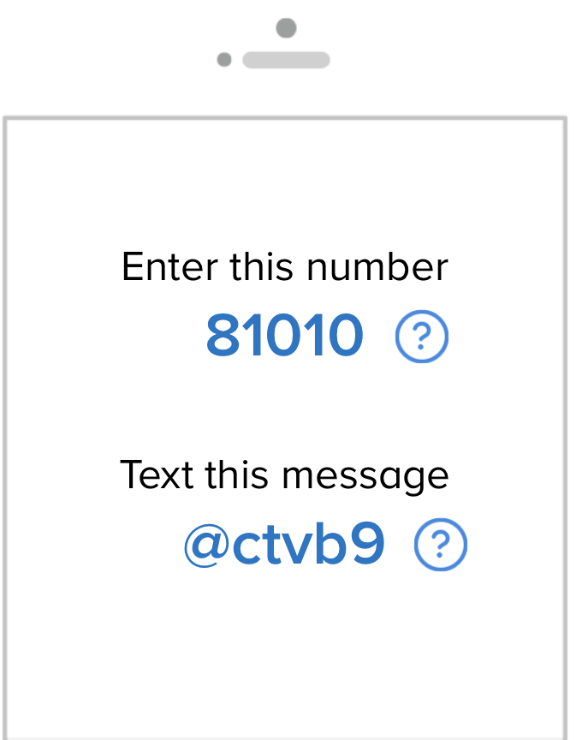 Enter this number
81010 ?
Text this message
@ctvb9 ?